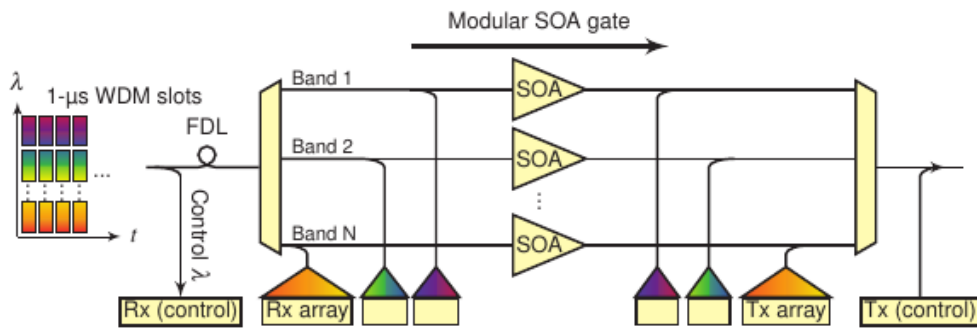 Modular SOA gate
λ
1-μs WDM slots
FDL
Band 1
SOA
Band 2
SOA
...
...
Control λ
t
Band N
SOA
Rx (control)
Rx array
Tx array
Tx (control)